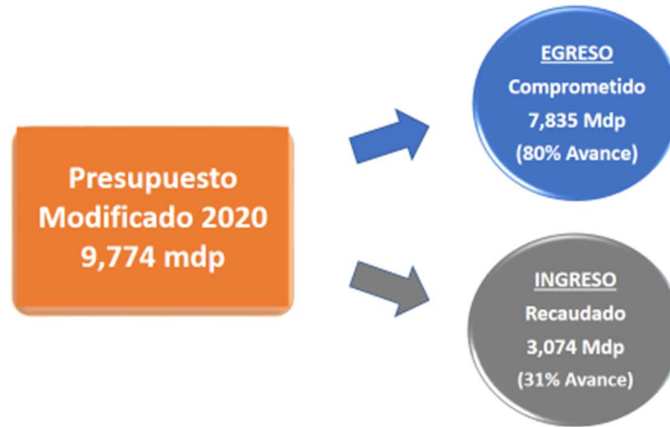 Presupuesto
Modificado 2020
9,774 mdp
EGRESO
Comprometido
7,835 Mdp
(80% Avance)
INGRESO
Recaudado
3,074 Mdp
(31% Avance)